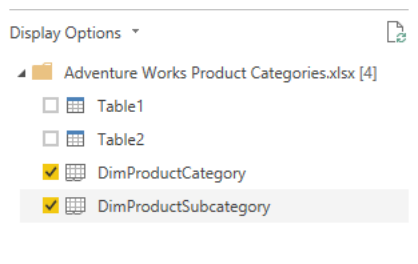 Display Options
Adventure Works Product Categories.xlsx [4]
Table1
Table2
DimProductCategory
DimProductSubcategory